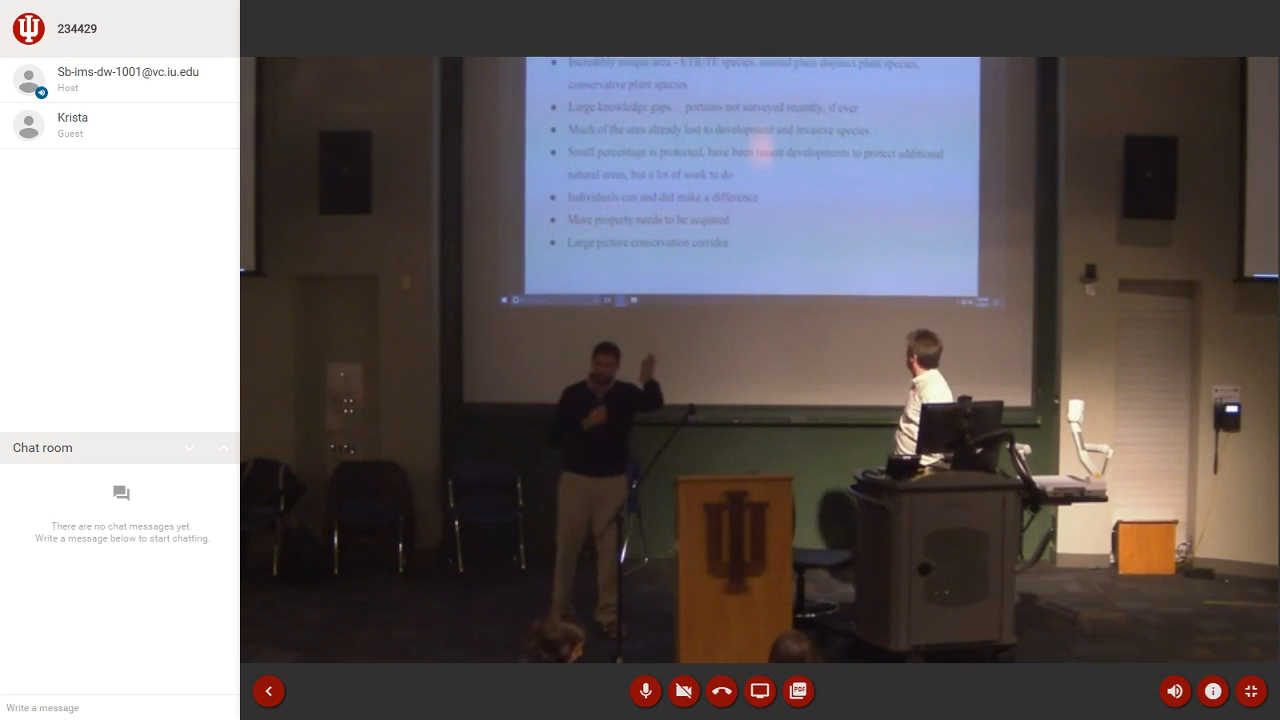 234429
Sb-ims-dw-1001@vc.iu.edu
Host
Krista
Guest
Chat room
There are no chat messages yet.
Write a message below to start chatting.
Write a message
Incredibly unique area - ETR/TE species, coastal plain disjunct plant species,
conservative plant species
Large knowledge gaps... portions not surveyed recently, if ever
Much of the area already lost to development and invasive species
Small percentage is protected, have been recent developments to protect additional
natural areas, but a lot of work to do
Individuals can and did make a difference
More property needs to be acquired
Large picture conservation corridor
PDF